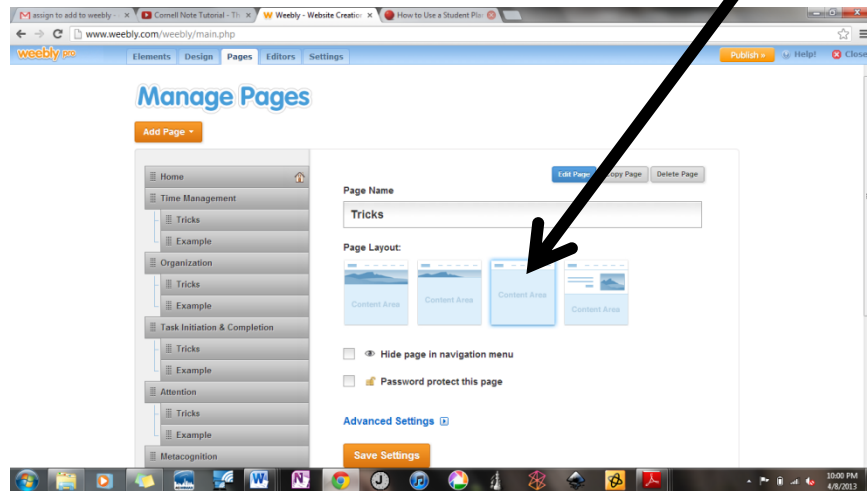 assign to add to weebly -
Cornell Note Tutorial - Th
Weebly - Website Creation
How to Use a Student Plan
www.weebly.com/weebly/main.php
weebly pro
Elements Design Pages Editors Settings
Publish » Help! Close
Manage Pages
Add Page
Edit Page Copy Page Delete Page
Home
Time Management
Tricks
Example
Organization
Tricks
Example
Task Initiation & Completion
Tricks
Example
Attention
Tricks
Example
Metacognition
Page Name
Tricks
Page Layout:
Content Area
Content Area
Content Area
Content Area
Hide page in navigation menu
Password protect this page
Advanced Settings
Save Settings
10:00 PM
4/8/2013